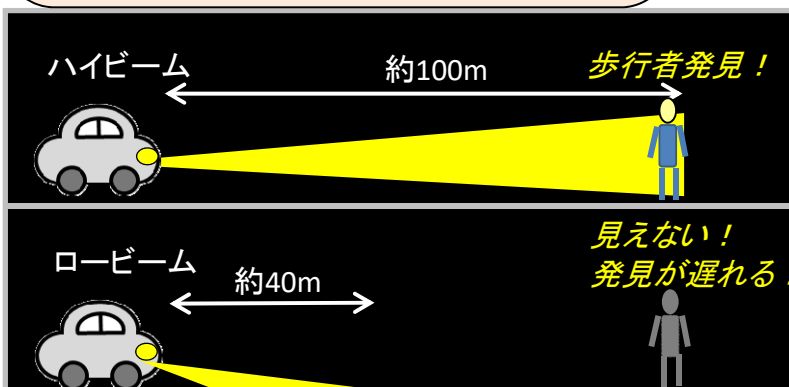 ハイビーム
約100m
歩行者発見！
ロービーム
約40m
見えない！
発見が遅れる！